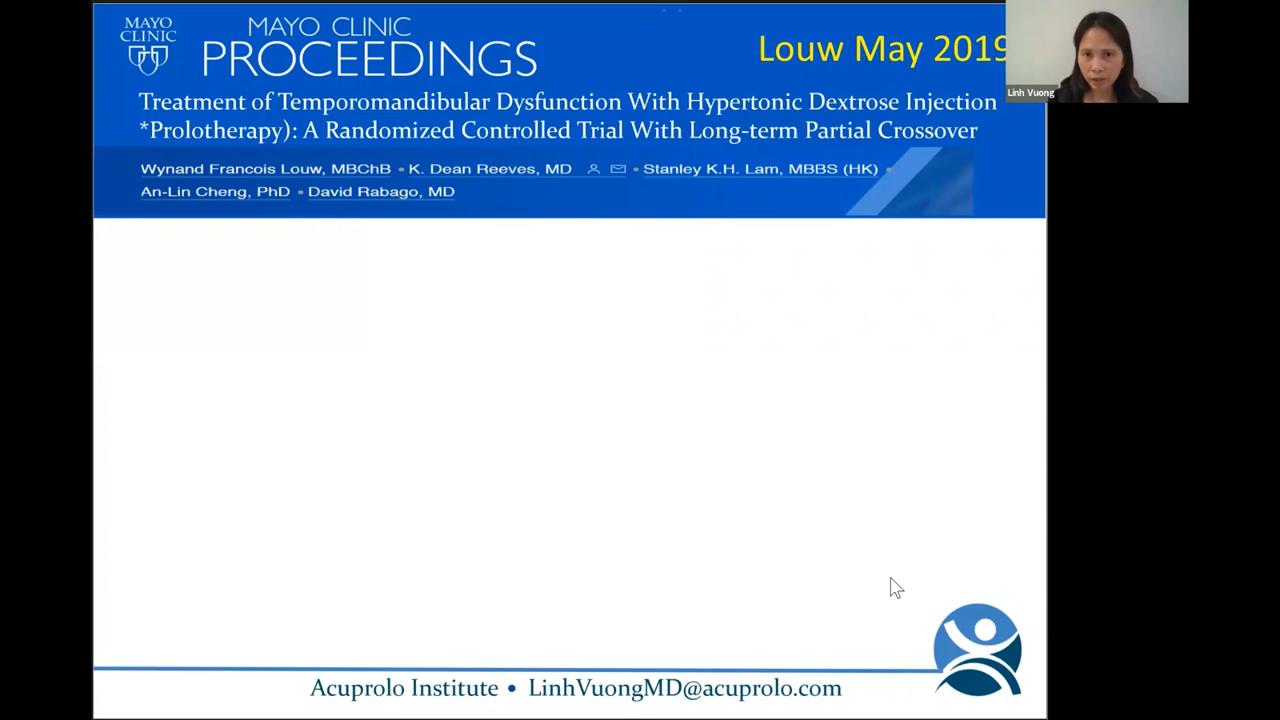 MAYO
CLINIC
MAYO CLINIC
PROCEEDINGS
Louw May 2019
Linh Vuong
Treatment of Temporomandibular Dysfunction With Hypertonic Dextrose Injection
*Prolotherapy): A Randomized Controlled Trial With Long-term Partial Crossover
Wynand Francois Louw, MBChB • K. Dean Reeves, MD • Stanley K.H. Lam, MBBS (HK) •
An-Lin Cheng, PhD • David Rabago, MD
Acuprolo Institute • LinhVuongMD@acuprolo.com